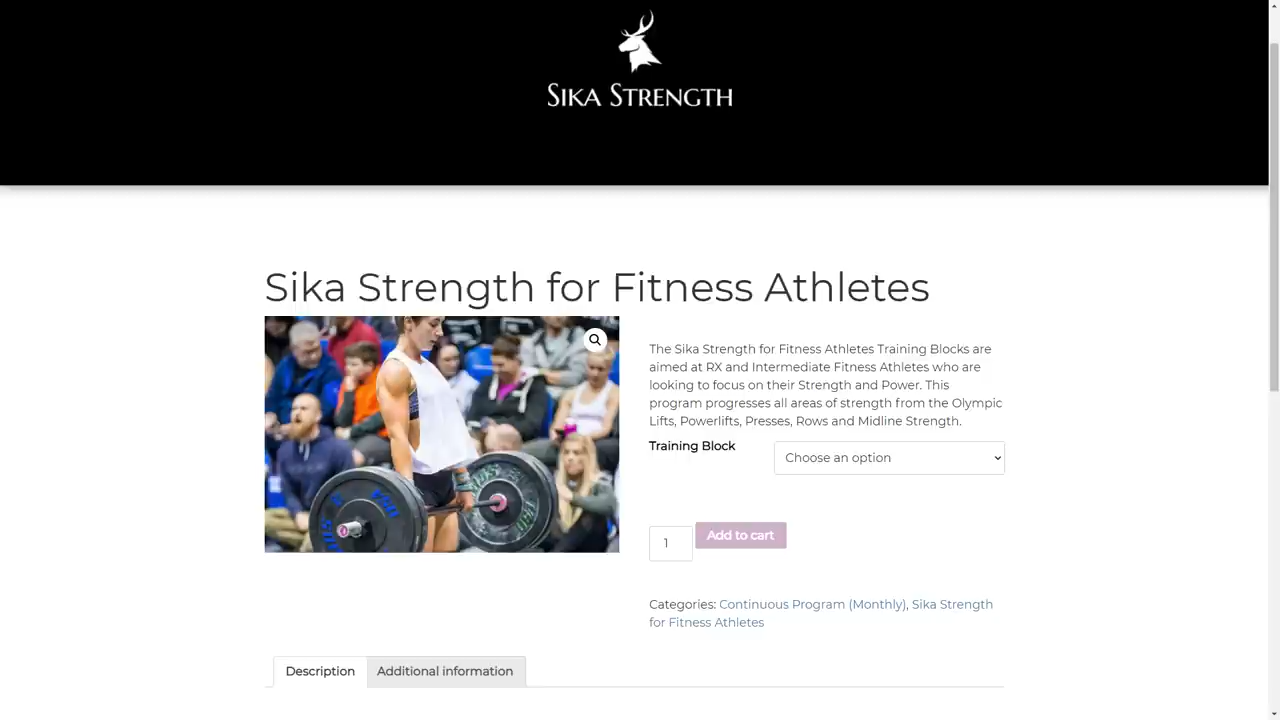 SIKA STRENGTH
Sika Strength for Fitness Athletes
The Sika Strength for Fitness Athletes Training Blocks are
aimed at RX and Intermediate Fitness Athletes who are
looking to focus on their Strength and Power. This
program progresses all areas of strength from the Olympic
Lifts, Powerlifts, Presses, Rows and Midline Strength.
Training Block
Choose an option
1
Add to cart
Categories: Continuous Program (Monthly), Sika Strength
for Fitness Athletes
Description
Additional information